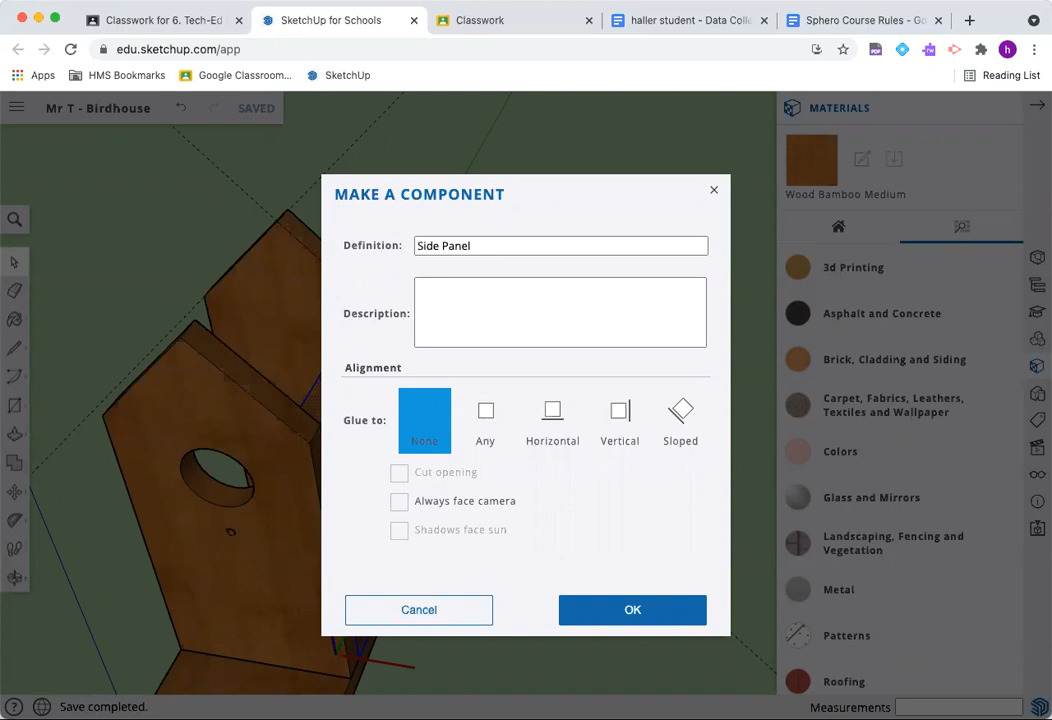 Classwork for 6. Tech-Ed
SketchUp for Schools
Classwork
haller student - Data Colle
Sphero Course Rules - Go
edu.sketchup.com/app
h
Apps
HMS Bookmarks
Google Classroom...
SketchUp
Reading List
Mr T - Birdhouse
SAVED
MATERIALS
Wood Bamboo Medium
MAKE A COMPONENT
Definition:
Side Panel
Description:
Alignment
Glue to:
None
Any
Horizontal
Vertical
Sloped
Cut opening
Always face camera
Shadows face sun
Cancel
OK
3d Printing
Asphalt and Concrete
Brick, Cladding and Siding
Carpet, Fabrics, Leathers,
Textiles and Wallpaper
Colors
Glass and Mirrors
Landscaping, Fencing and
Vegetation
Metal
Patterns
Roofing
Save completed.
Measurements